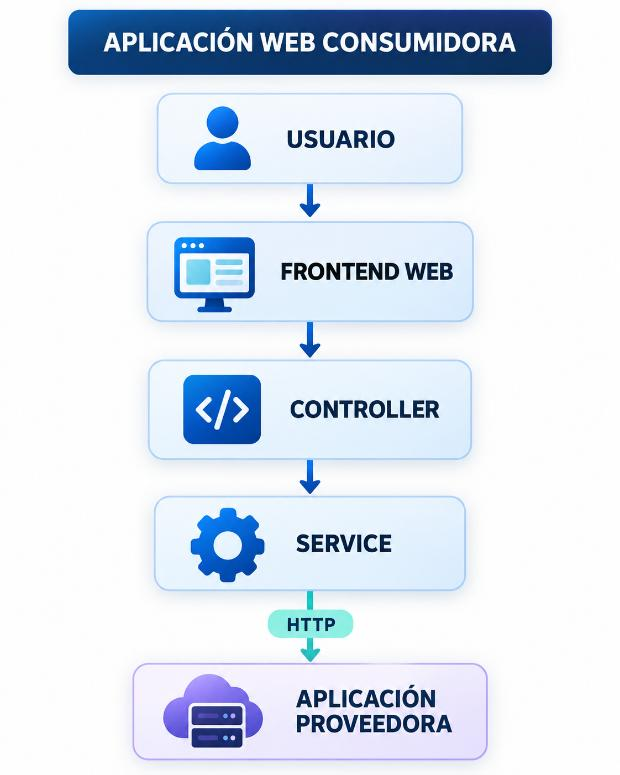 APLICACIÓN WEB CONSUMIDORA
USUARIO
FRONTEND WEB
</>
CONTROLLER
SERVICE
HTTP
APLICACIÓN
PROVEEDORA